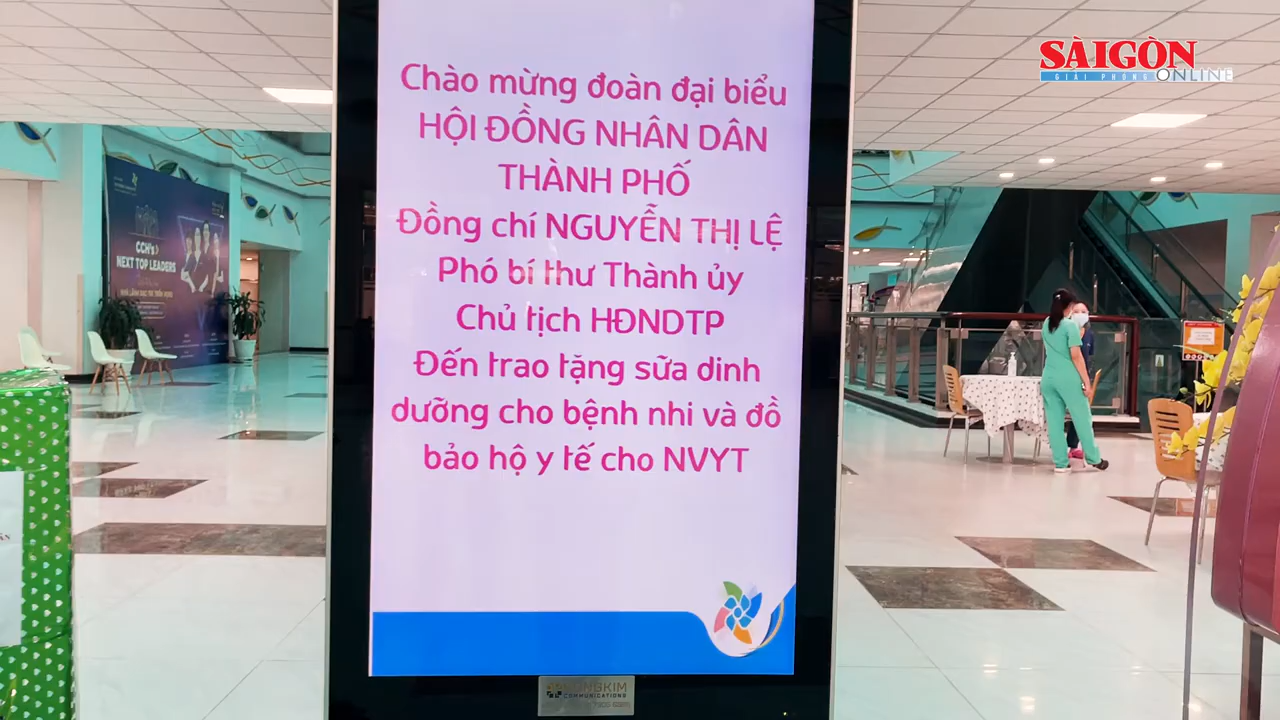 SÀIGÒN
GIẢI PHÓNG ONLINE
Chào mừng đoàn đại biểu
HỘI ĐỒNG NHÂN DÂN
THÀNH PHỐ
Đồng chí NGUYỄN THỊ LỆ
Phó bí thư Thành ủy
Chủ tịch HĐNDTP
Đến trao tặng sữa dinh
dưỡng cho bệnh nhi và đồ
bảo hộ y tế cho NVYT
CCH's
NEXT TOP LEADERS
COMMUNICATIONS